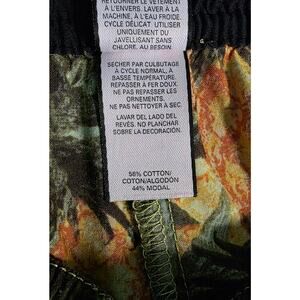 RETOURNER LE VÊTEMENT
À L'ENVERS. LAVER À LA
MACHINE, À L'EAU FROIDE.
CYCLE DÉLICAT. UTILISER
UNIQUEMENT DU
JAVELLISANT SANS
CHLORE, AU BESOIN
SÉCHER PAR CULBUTAGE
À CYCLE NORMAL, À
BASSE TEMPÉRATURE.
REPASSER À FER DOUX.
NE PAS REPASSER LES
ORNEMENTS.
NE PAS NETTOYER À SEC.
LAVAR DEL LADO DEL
REVÉS. NO PLANCHAR
SOBRE LA DECORACIÓN.
56% COTTON/
COTON/ALGODÓN
44% MODAL